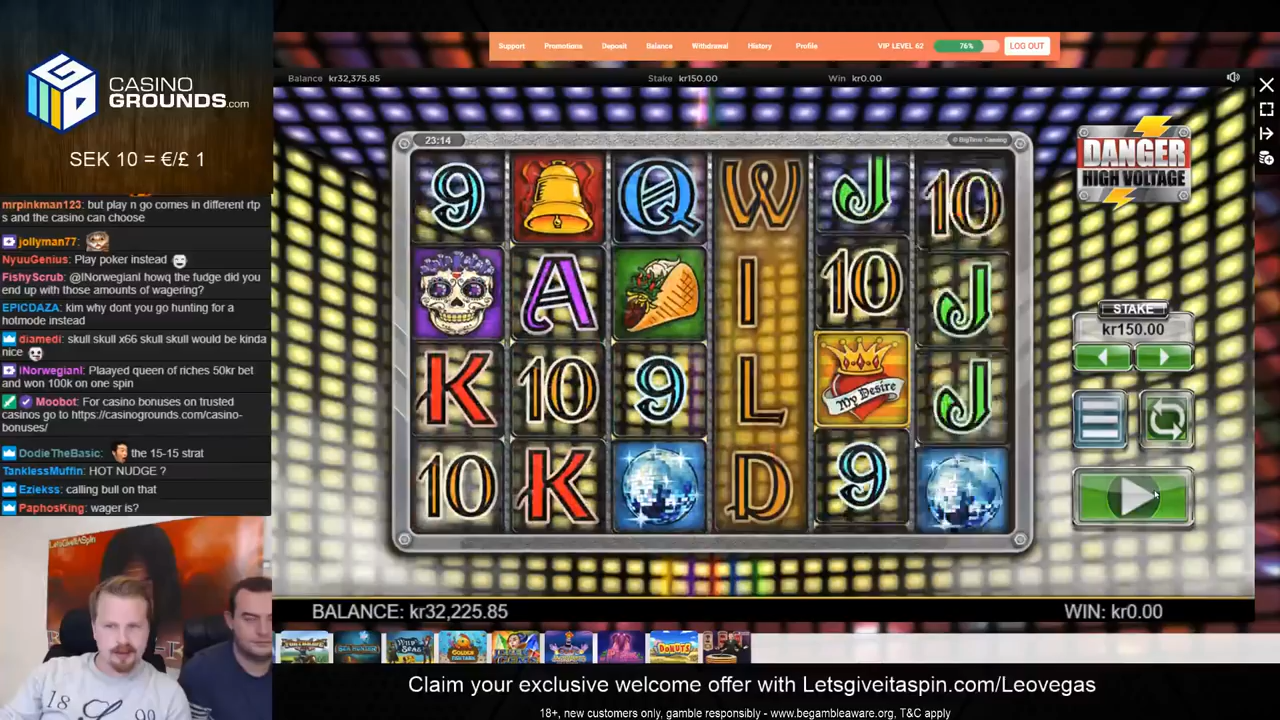 CASINO
GROUNDS.com
SEK 10 = €/£ 1
mrpinkman123: but play n go comes in different rtp
s and the casino can choose
jollyman77:
NyuuGenius: Play poker instead
FishyScrub: @INorwegianI howq the fudge did you
end up with those amounts of wagering?
EPICDAZA: kim why dont you go hunting for a
hotmode instead
diamedi: skull skull x66 skull skull would be kinda
nice
INorwegianI: Plaayed queen of riches 50kr bet
and won 100k on one spin
Moobot: For casino bonuses on trusted
casinos go to https://casinogrounds.com/casino-
bonuses/
DodieTheBasic: the 15-15 strat
TanklessMuffin: HOT NUDGE ?
Eziekss: calling bull on that
PaphosKing: wager is?
Support Promotions Deposit Balance Withdrawal History Profile VIP LEVEL 62 76% LOG OUT
Balance kr32,375.85 Stake kr150.00 Win kr0.00
23:14
© BigTime Gaming
9 Q W J 10
A I 10 J
K 10 9 L My Desire J
10 K D 9
DANGER
HIGH VOLTAGE
STAKE
kr150.00
BALANCE: kr32,225.85 WIN: kr0.00
DONUTS
Claim your exclusive welcome offer with Letsgiveitaspin.com/Leovegas
18+, new customers only, gamble responsibly - www.begambleaware.org, T&C apply
18
90